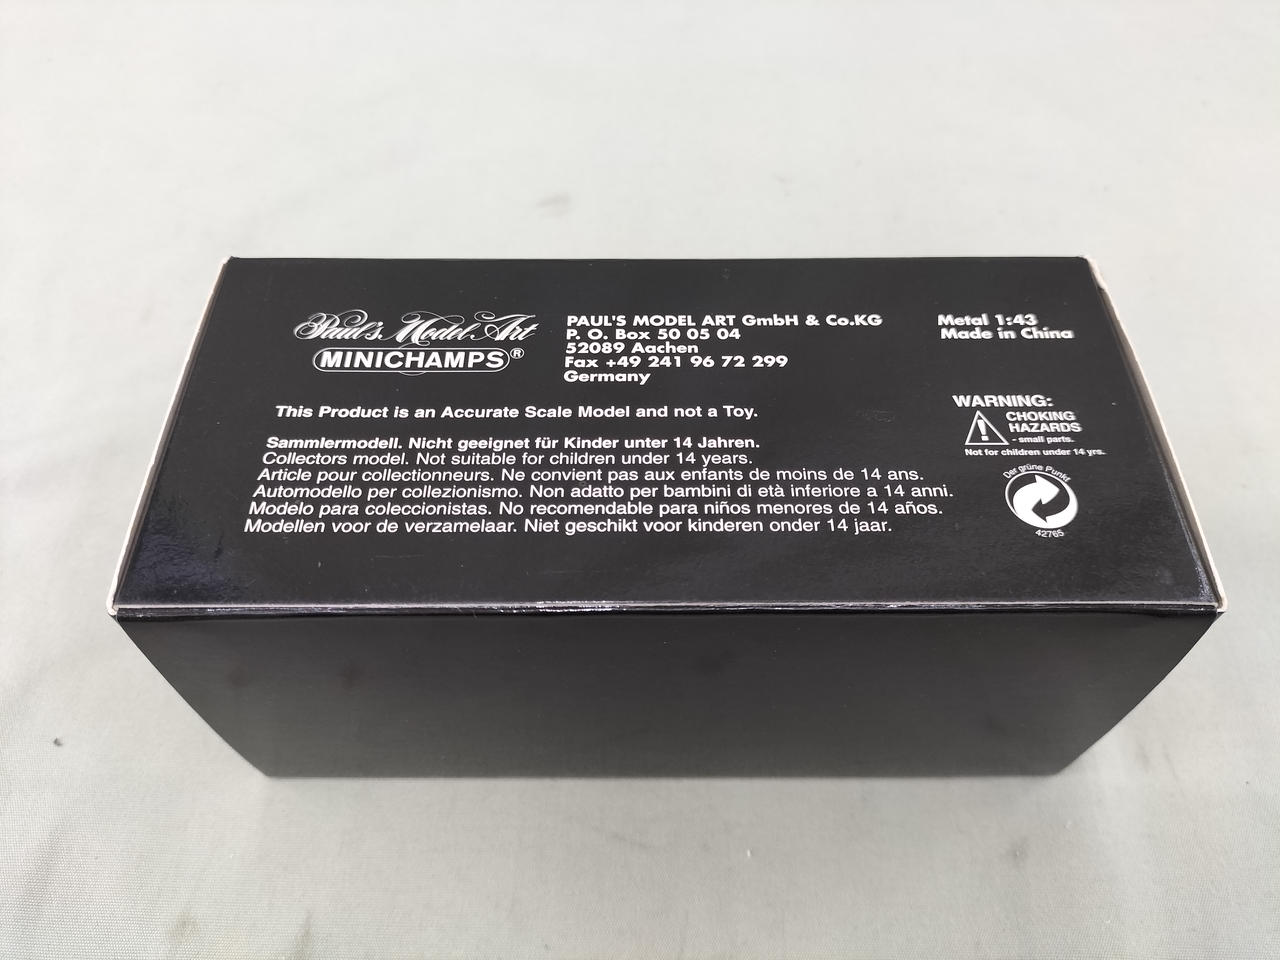 Paul's Model Art
MINICHAMPS®
PAUL'S MODEL ART GmbH & Co.KG
P. O. Box 50 05 04
52089 Aachen
Fax +49 241 96 72 299
Germany
Metal 1:43
Made in China
This Product is an Accurate Scale Model and not a Toy.
Sammlermodell. Nicht geeignet für Kinder unter 14 Jahren.
Collectors model. Not suitable for children under 14 years.
Article pour collectionneurs. Ne convient pas aux enfants de moins de 14 ans.
Automodello per collezionismo. Non adatto per bambini di età inferiore a 14 anni.
Modelo para coleccionistas. No recomendable para niños menores de 14 años.
Modellen voor de verzamelaar. Niet geschikt voor kinderen onder 14 jaar.
WARNING:
CHOKING
HAZARDS
- small parts.
Not for children under 14 yrs.
Der grüne Punkt
42765